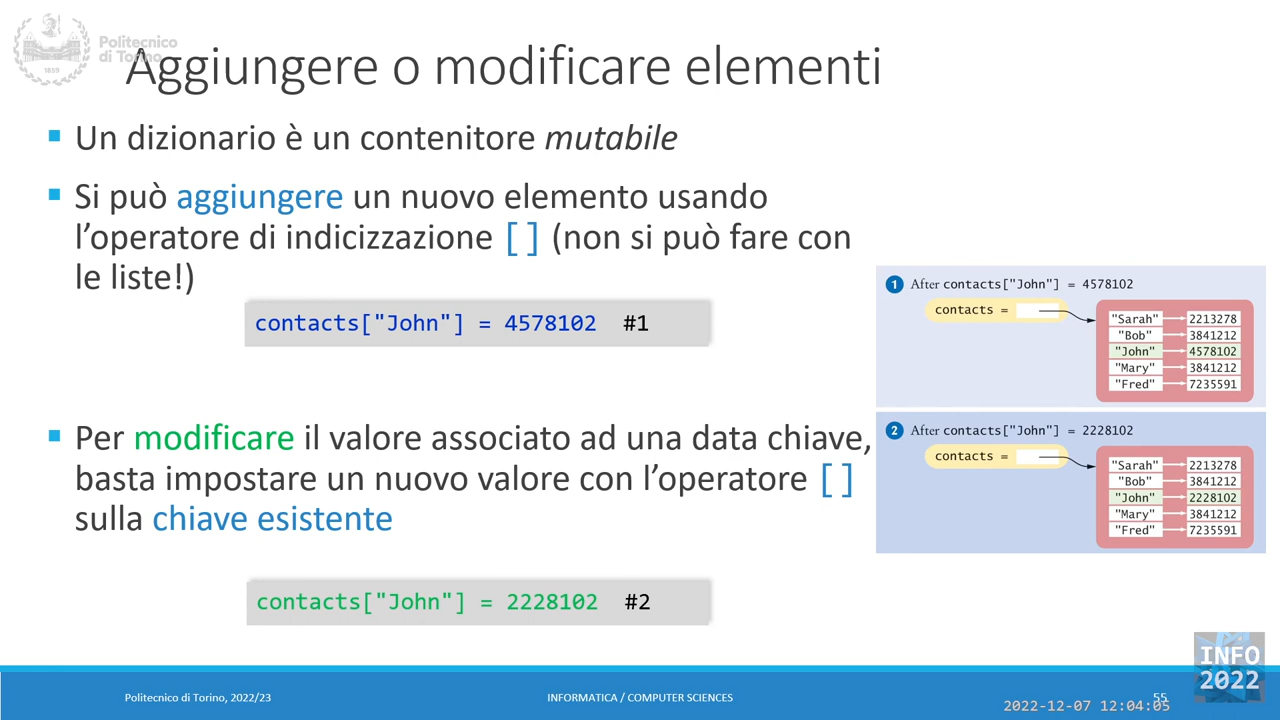 Politecnico
di Torino
1859
Aggiungere o modificare elementi
Un dizionario è un contenitore mutabile
Si può aggiungere un nuovo elemento usando
l'operatore di indicizzazione [] (non si può fare con
le liste!)
contacts["John"] = 4578102 #1
Per modificare il valore associato ad una data chiave,
basta impostare un nuovo valore con l'operatore []
sulla chiave esistente
contacts["John"] = 2228102 #2
1 After contacts["John"] = 4578102
contacts =
"Sarah" 2213278
"Bob" 3841212
"John" 4578102
"Mary" 3841212
"Fred" 7235591
2 After contacts["John"] = 2228102
contacts =
"Sarah" 2213278
"Bob" 3841212
"John" 2228102
"Mary" 3841212
"Fred" 7235591
Politecnico di Torino, 2022/23
INFORMATICA / COMPUTER SCIENCES
55
INFO
2022
2022-12-07 12:04:05